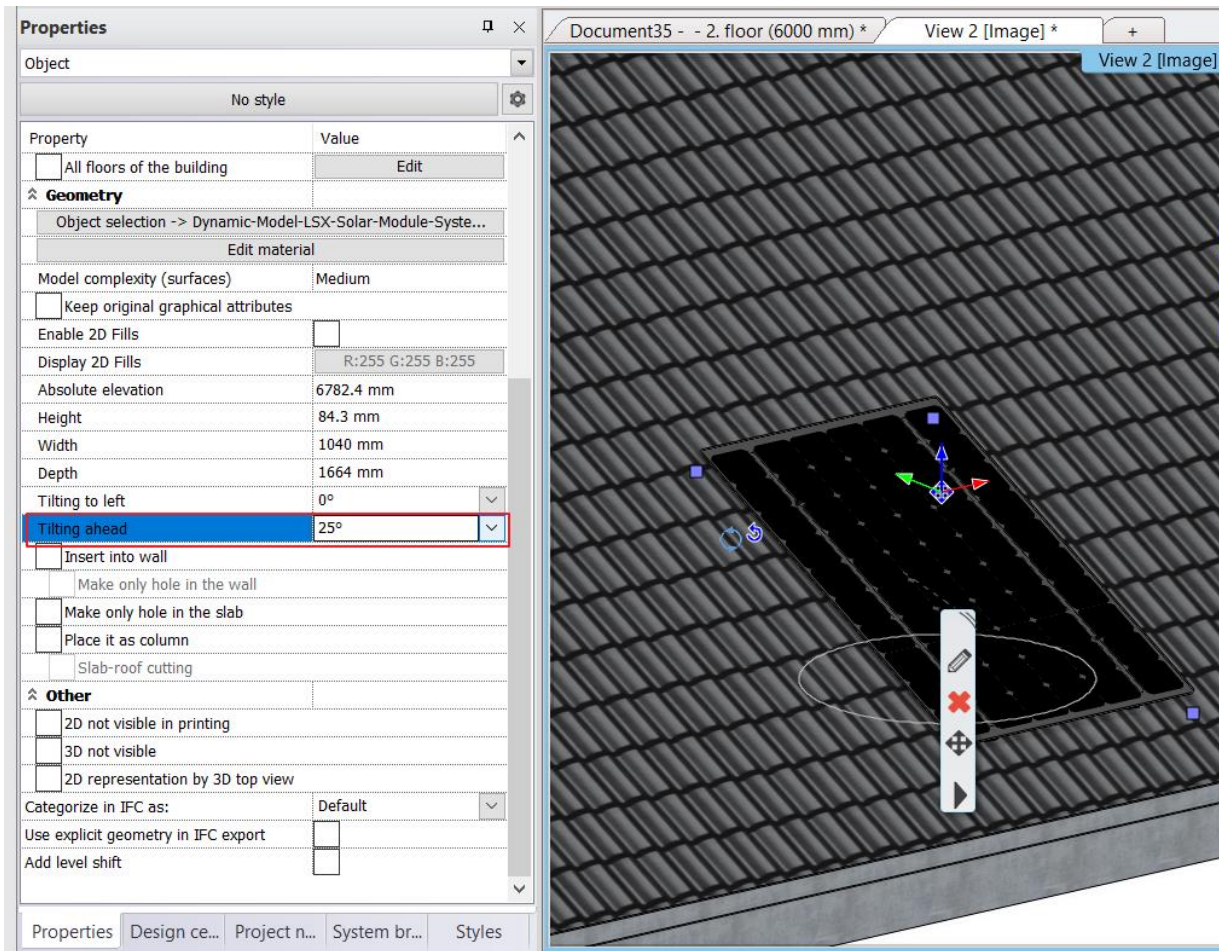 Properties
Document35 - - 2. floor (6000 mm) *
View 2 [Image] *
+
Object
View 2 [Image]
No style
Property Value
All floors of the building Edit
Geometry
Object selection -> Dynamic-Model-LSX-Solar-Module-Syste...
Edit material
Model complexity (surfaces) Medium
Keep original graphical attributes
Enable 2D Fills
Display 2D Fills R:255 G:255 B:255
Absolute elevation 6782.4 mm
Height 84.3 mm
Width 1040 mm
Depth 1664 mm
Tilting to left 0°
Tilting ahead 25°
Insert into wall
Make only hole in the wall
Make only hole in the slab
Place it as column
Slab-roof cutting
Other
2D not visible in printing
3D not visible
2D representation by 3D top view
Categorize in IFC as: Default
Use explicit geometry in IFC export
Add level shift
Properties Design ce... Project n... System br... Styles